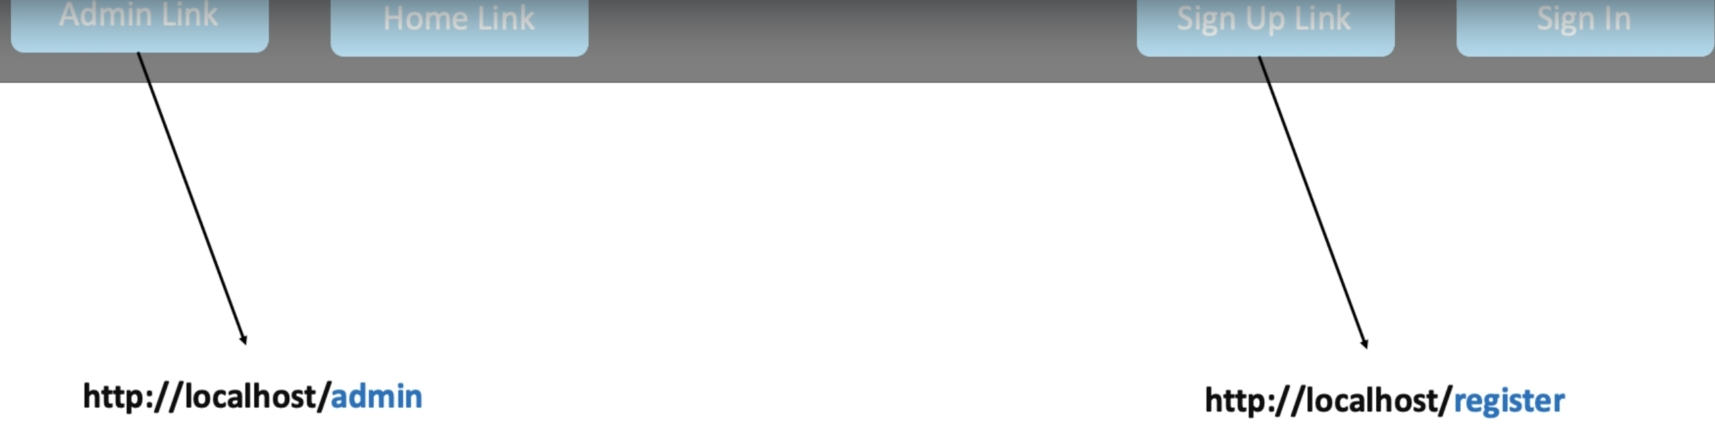 Admin Link
Home Link
Sign Up Link
Sign In
http://localhost/admin
http://localhost/register